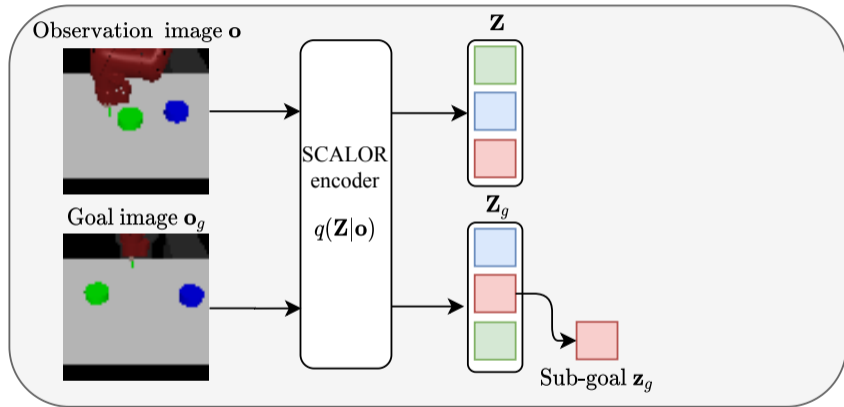 Observation image o
Z
SCALOR
encoder
q(Z|o)
Goal image o_g
Z_g
Sub-goal z_g